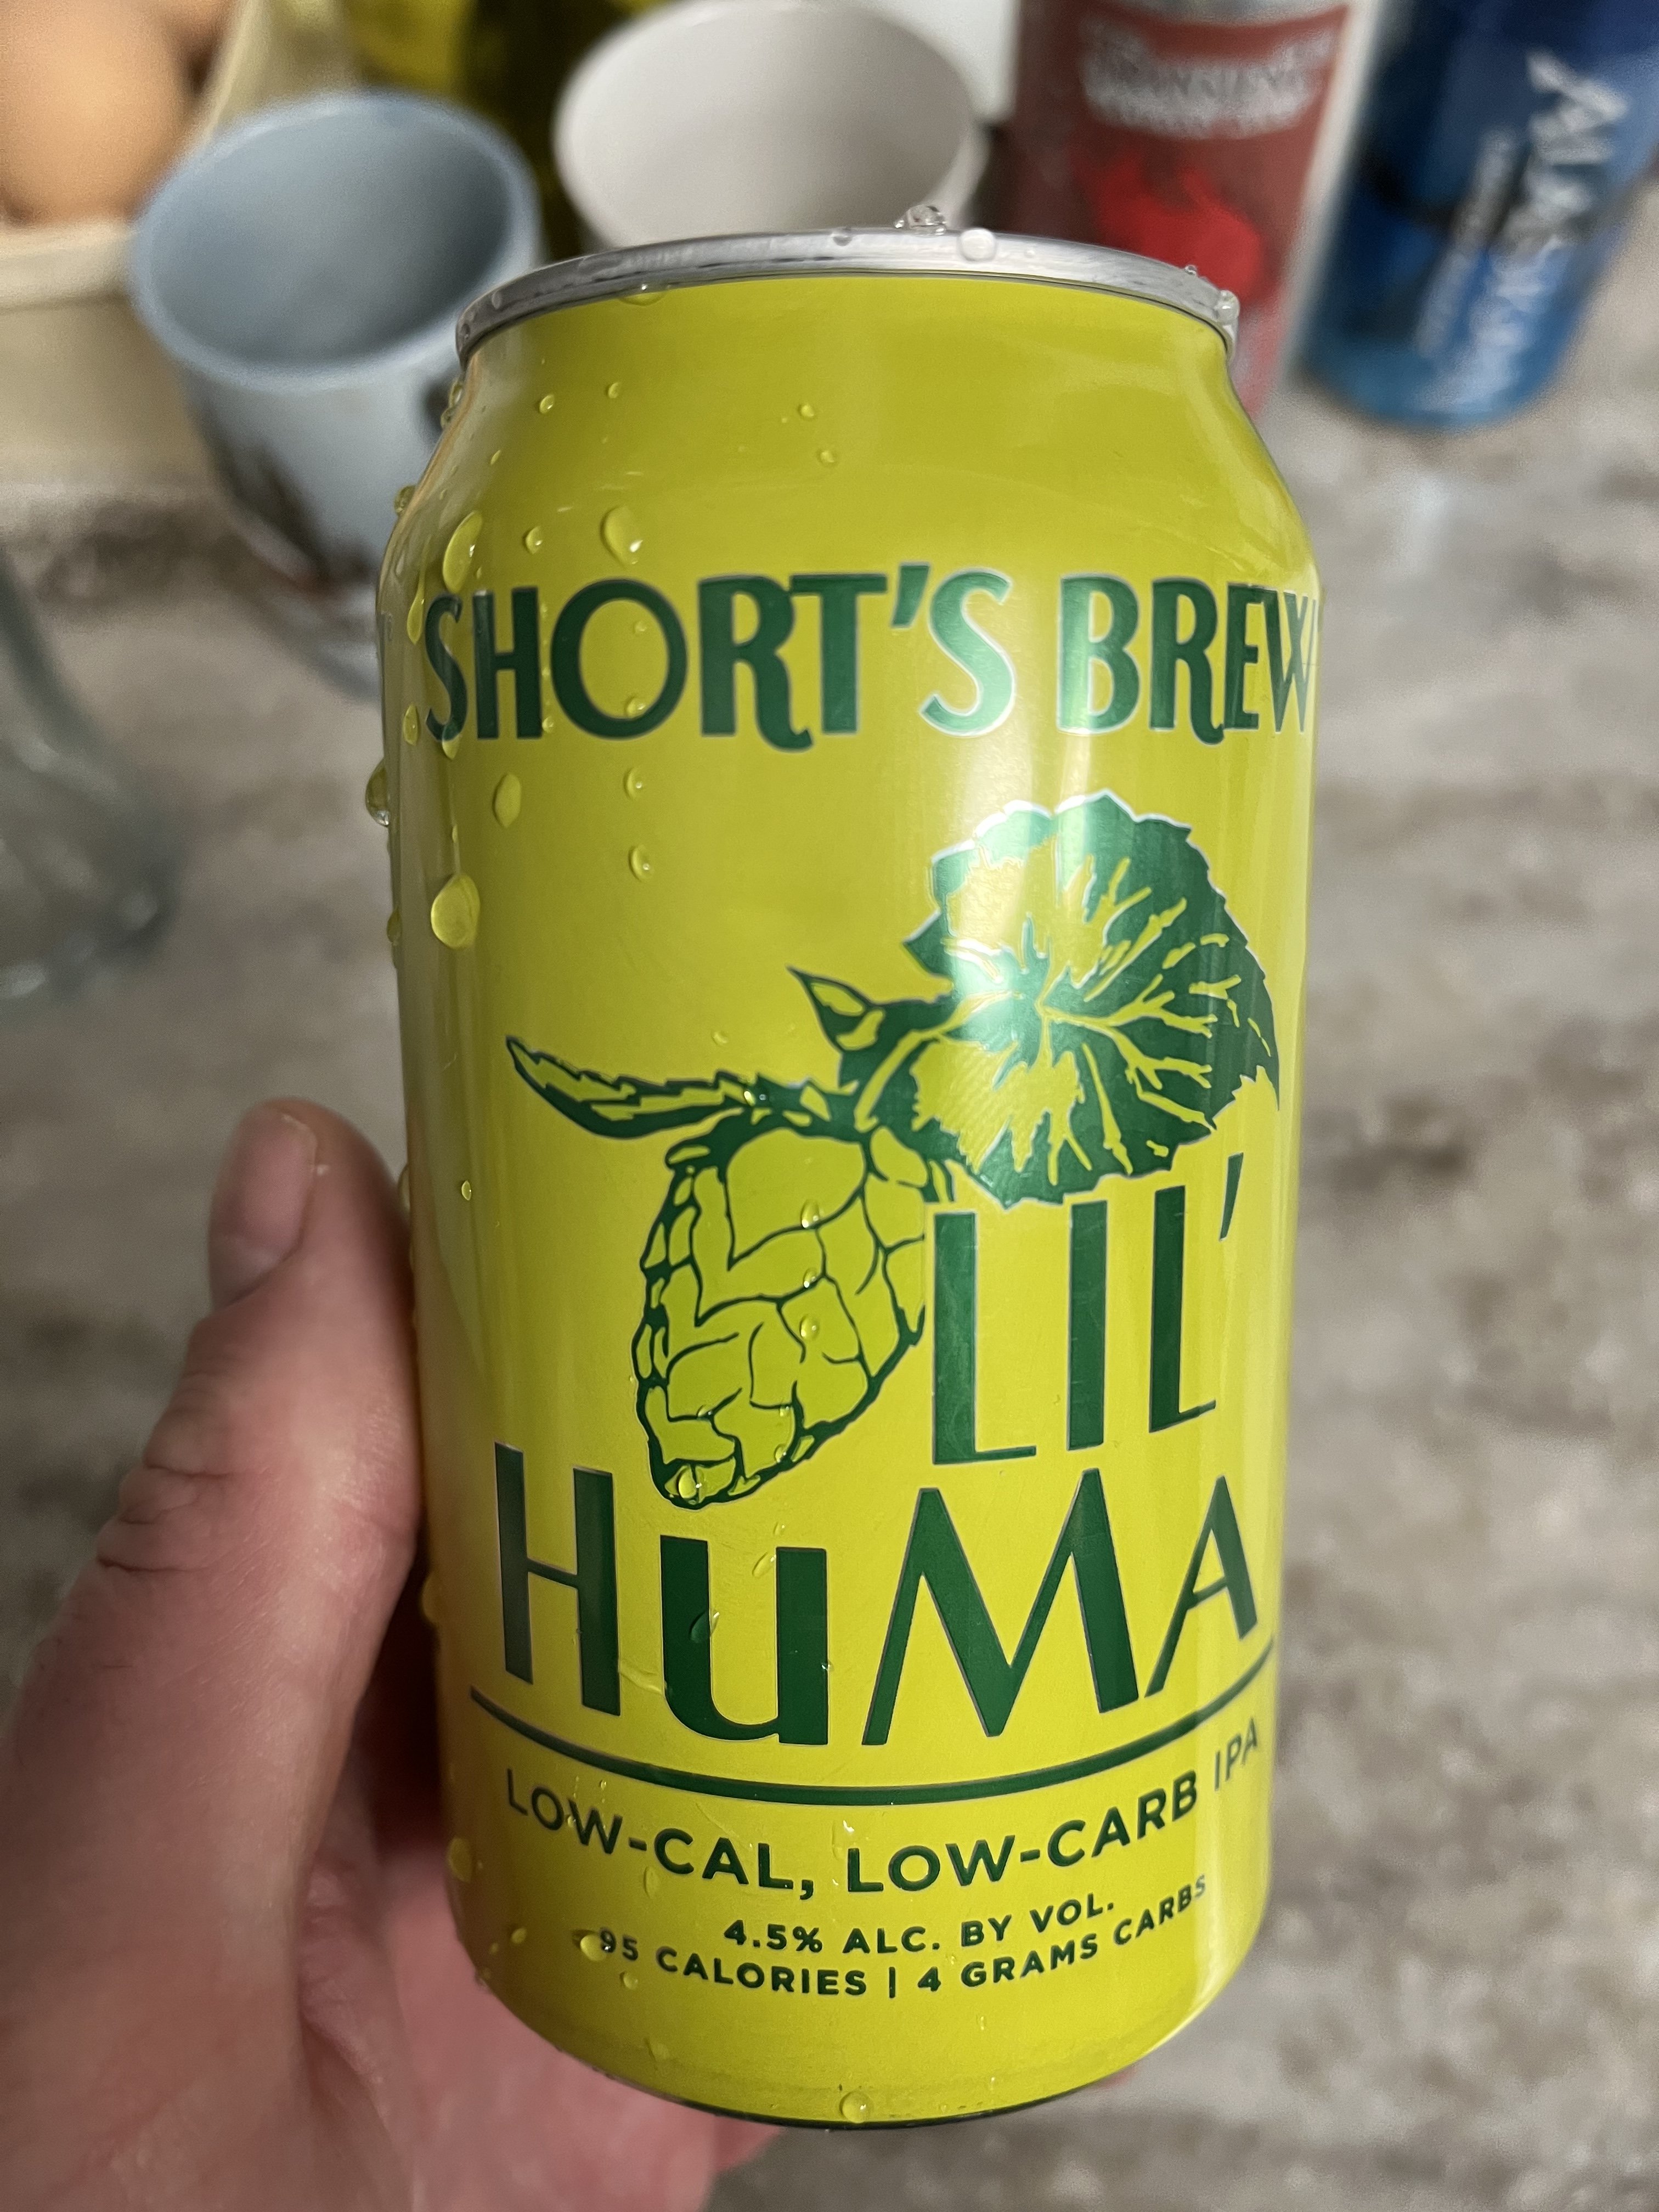 SHORT'S BREW
LIL'
HuMA
LOW-CAL, LOW-CARB IPA
4.5% ALC. BY VOL.
95 CALORIES | 4 GRAMS CARBS